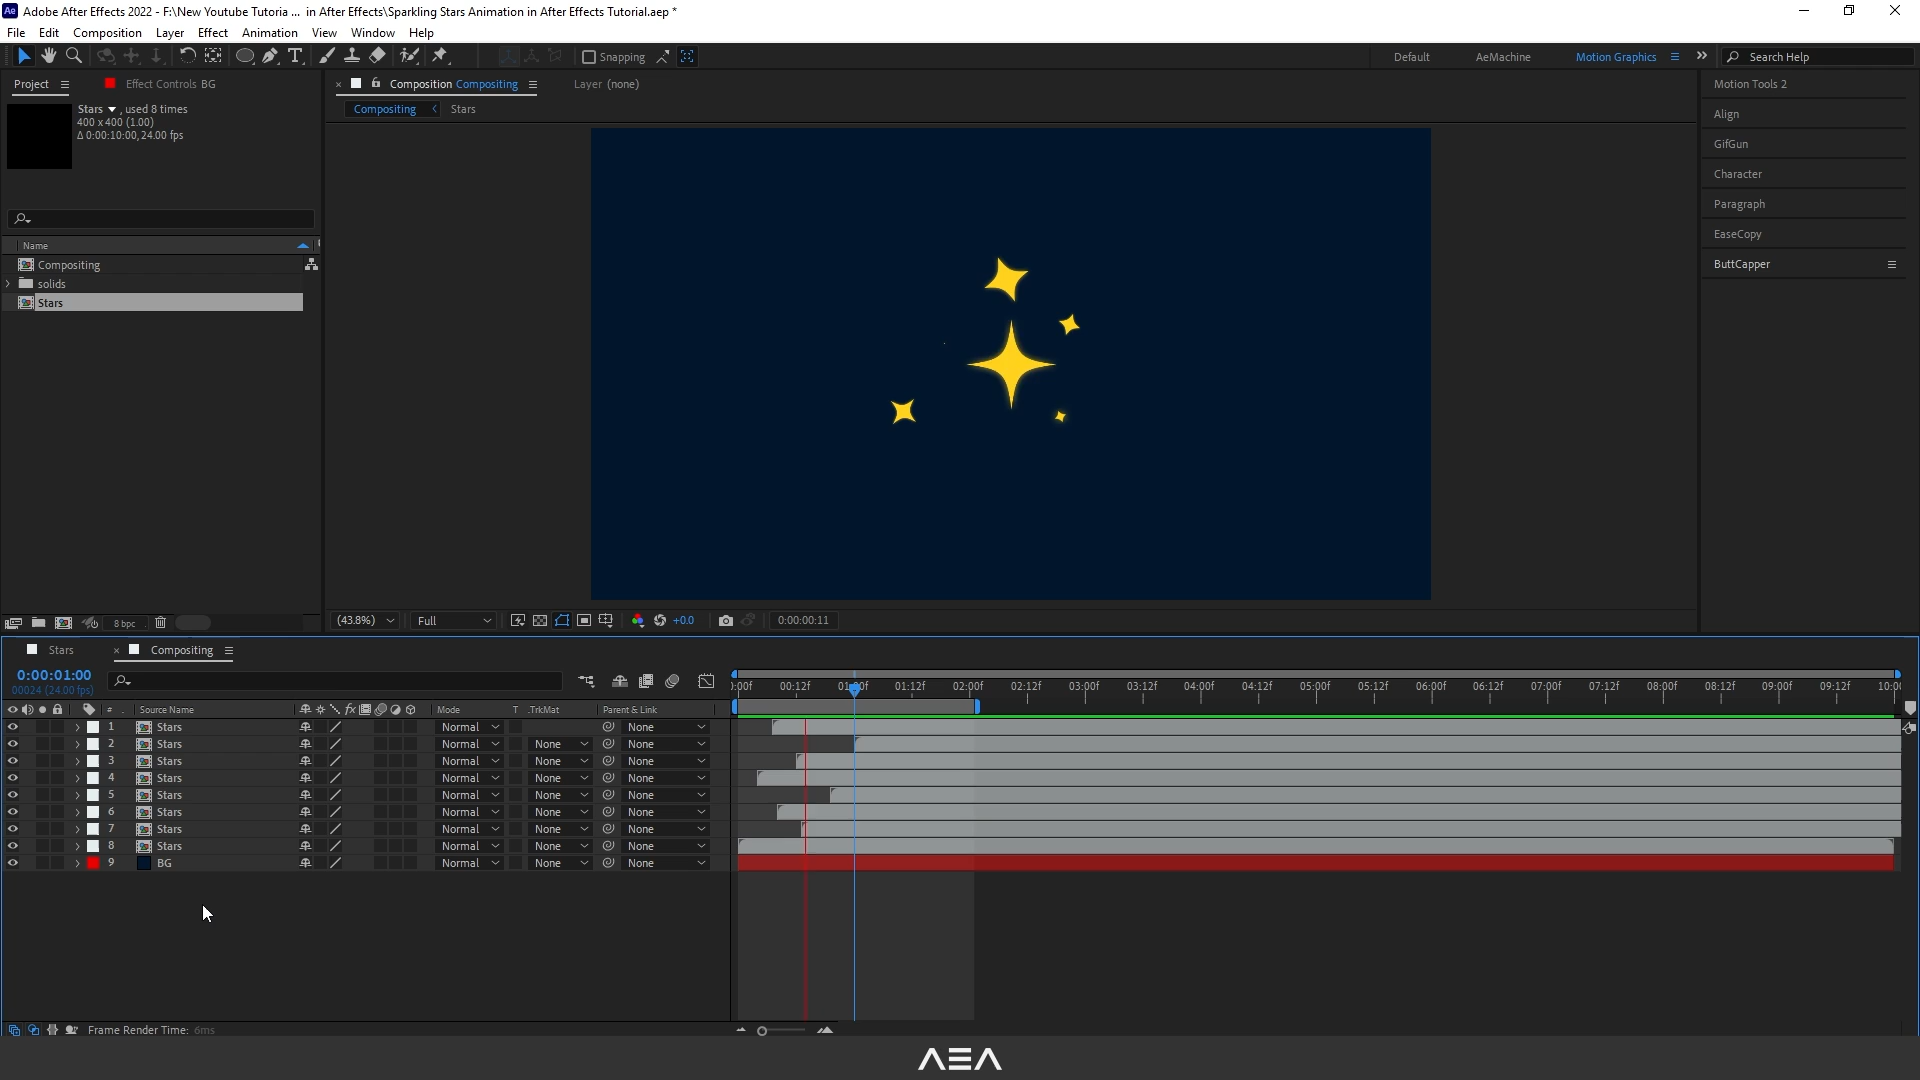 Ae Adobe After Effects 2022 - F:\New Youtube Tutoria ... in After Effects\Sparkling Stars Animation in After Effects Tutorial.aep *
File Edit Composition Layer Effect Animation View Window Help
Snapping Default AeMachine Motion Graphics Search Help
Project Effect Controls BG Composition Compositing Layer (none) Motion Tools 2
Stars , used 8 times
400 x 400 (1.00)
Δ 0:00:10:00, 24.00 fps
Compositing Stars
Align
GifGun
Character
Paragraph
EaseCopy
ButtCapper
Name
Compositing
solids
Stars
8 bpc (43.8%) Full +0.0 0:00:00:11
Stars Compositing
0:00:01:00
00024 (24.00 fps)
):00f 00:12f 01:00f 01:12f 02:00f 02:12f 03:00f 03:12f 04:00f 04:12f 05:00f 05:12f 06:00f 06:12f 07:00f 07:12f 08:00f 08:12f 09:00f 09:12f 10:0(
# Source Name fx Mode T .TrkMat Parent & Link
1 Stars Normal None
2 Stars Normal None None
3 Stars Normal None None
4 Stars Normal None None
5 Stars Normal None None
6 Stars Normal None None
7 Stars Normal None None
8 Stars Normal None None
9 BG Normal None None
Frame Render Time: 6ms
AEA